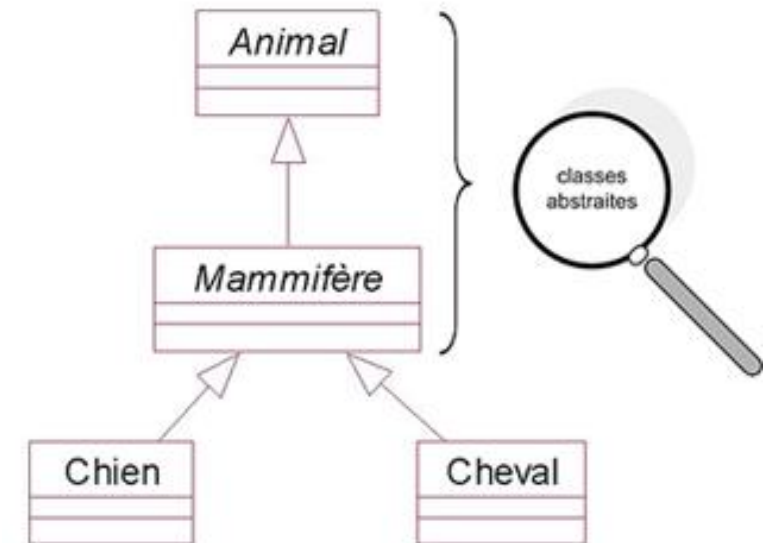 Animal
classes
abstraites
Mammifère
Chien
Cheval